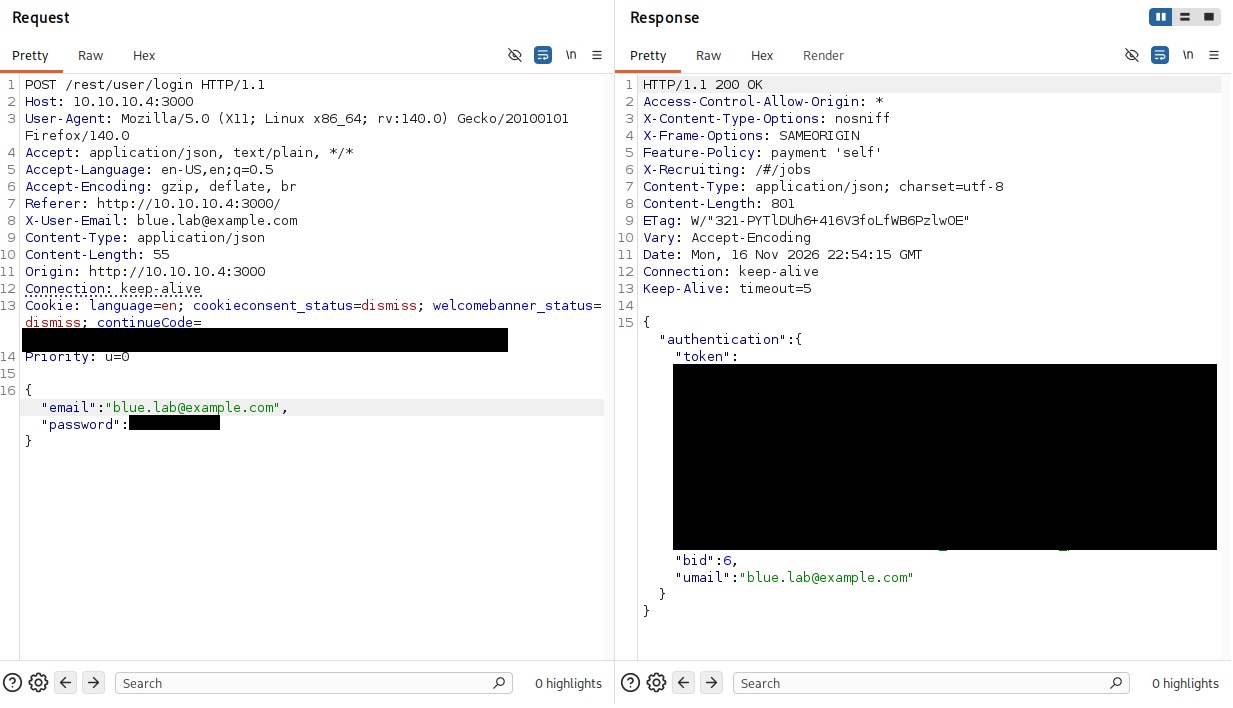 Request
Pretty Raw Hex \n
1 POST /rest/user/login HTTP/1.1
2 Host: 10.10.10.4:3000
3 User-Agent: Mozilla/5.0 (X11; Linux x86_64; rv:140.0) Gecko/20100101
Firefox/140.0
4 Accept: application/json, text/plain, */*
5 Accept-Language: en-US,en;q=0.5
6 Accept-Encoding: gzip, deflate, br
7 Referer: http://10.10.10.4:3000/
8 X-User-Email: blue.lab@example.com
9 Content-Type: application/json
10 Content-Length: 55
11 Origin: http://10.10.10.4:3000
12 Connection: keep-alive
13 Cookie: language=en; cookieconsent_status=dismiss; welcomebanner_status=
dismiss; continueCode=
14 Priority: u=0
15
16 {
"email":"blue.lab@example.com",
"password":
}
Search 0 highlights
Response
Pretty Raw Hex Render \n
1 HTTP/1.1 200 OK
2 Access-Control-Allow-Origin: *
3 X-Content-Type-Options: nosniff
4 X-Frame-Options: SAMEORIGIN
5 Feature-Policy: payment 'self'
6 X-Recruiting: /#/jobs
7 Content-Type: application/json; charset=utf-8
8 Content-Length: 801
9 ETag: W/"321-PYTlDUh6+416V3foLfWB6PzlwOE"
10 Vary: Accept-Encoding
11 Date: Mon, 16 Nov 2026 22:54:15 GMT
12 Connection: keep-alive
13 Keep-Alive: timeout=5
14
15 {
"authentication":{
"token":
"bid":6,
"umail":"blue.lab@example.com"
}
}
Search 0 highlights